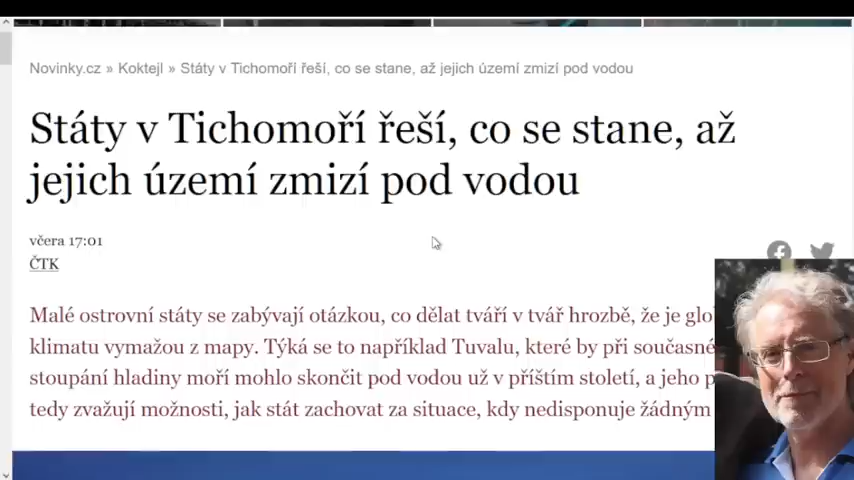 Novinky.cz » Koktejl » Státy v Tichomoří řeší, co se stane, až jejich území zmizí pod vodou
Státy v Tichomoří řeší, co se stane, až
jejich území zmizí pod vodou
včera 17:01
ČTK
Malé ostrovní státy se zabývají otázkou, co dělat tváří v tvář hrozbě, že je glo
klimatu vymažou z mapy. Týká se to například Tuvalu, které by při současné
stoupání hladiny moří mohlo skončit pod vodou už v příštím století, a jeho p
tedy zvažují možnosti, jak stát zachovat za situace, kdy nedisponuje žádným